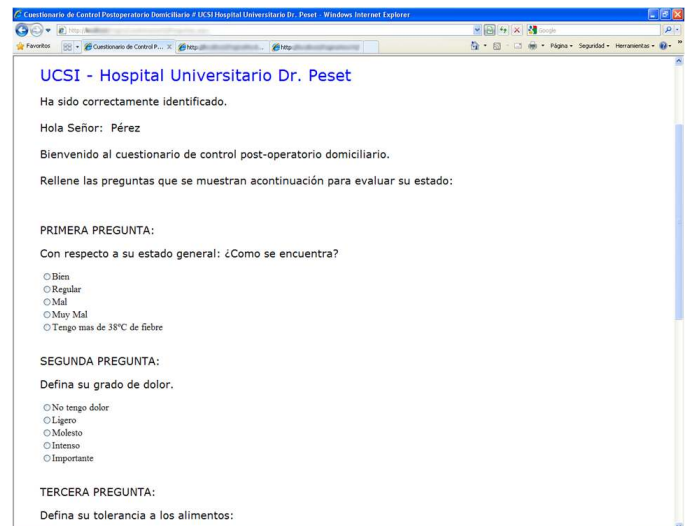 Cuestionario de Control Postoperatorio Domiciliario # UCSI Hospital Universitario Dr. Peset - Windows Internet Explorer
http://
Google
Favoritos
Cuestionario de Control P... X
http:
http:
Página
Seguridad
Herramientas
UCSI - Hospital Universitario Dr. Peset
Ha sido correctamente identificado.
Hola Señor: Pérez
Bienvenido al cuestionario de control post-operatorio domiciliario.
Rellene las preguntas que se muestran acontinuación para evaluar su estado:
PRIMERA PREGUNTA:
Con respecto a su estado general: ¿Como se encuentra?
Bien
Regular
Mal
Muy Mal
Tengo mas de 38ºC de fiebre
SEGUNDA PREGUNTA:
Defina su grado de dolor.
No tengo dolor
Ligero
Molesto
Intenso
Importante
TERCERA PREGUNTA:
Defina su tolerancia a los alimentos: